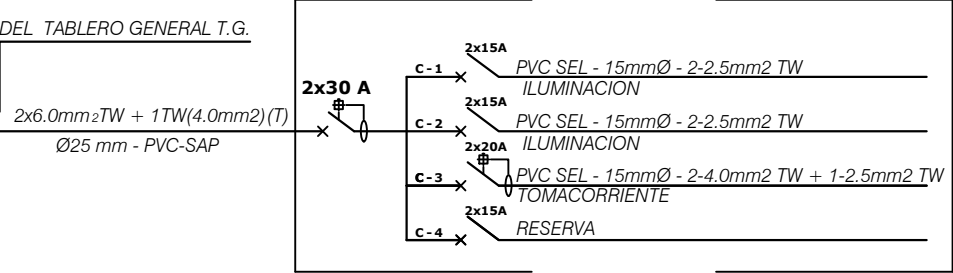 DEL TABLERO GENERAL T.G.
2x6.0mm2TW + 1TW(4.0mm2)(T)
Ø25 mm - PVC-SAP
2x30 A
2x15A
C-1
PVC SEL - 15mmØ - 2-2.5mm2 TW
ILUMINACION
2x15A
C-2
PVC SEL - 15mmØ - 2-2.5mm2 TW
ILUMINACION
2x20A
C-3
PVC SEL - 15mmØ - 2-4.0mm2 TW + 1-2.5mm2 TW
TOMACORRIENTE
2x15A
C-4
RESERVA